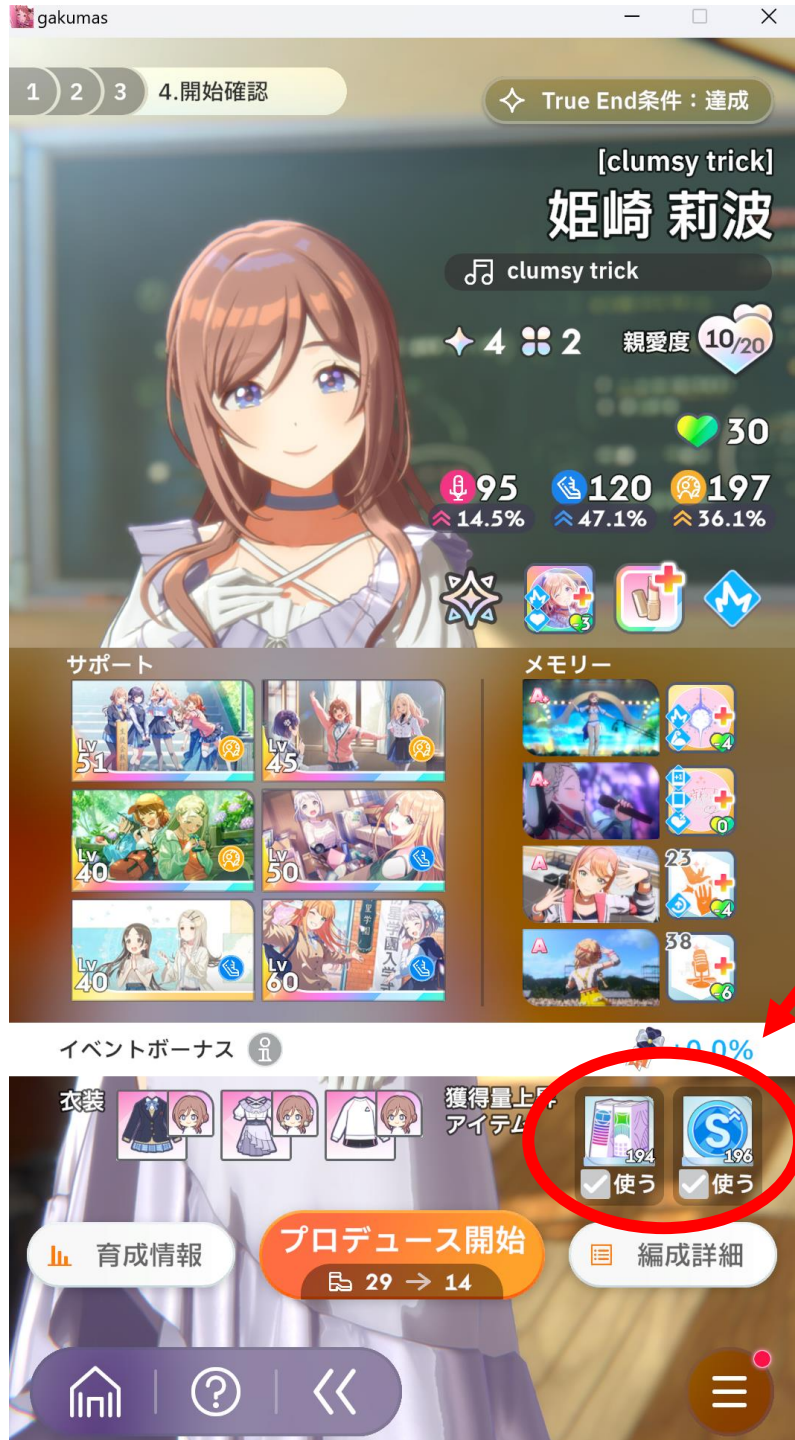 gakumas
1 2 3 4.開始確認
True End条件：達成
[clumsy trick]
姫崎 莉波
clumsy trick
4 2 親愛度 10/20
30
95 120 197
14.5% 47.1% 36.1%
サポート
メモリー
Lv 51
Lv 45
Lv 40
Lv 50
Lv 40
Lv 60
A+
A+
A
A
-3
-4
0
23
-4
38
-6
イベントボーナス
+0.0%
衣装
獲得量上昇
アイテム
194 196
使う 使う
育成情報
プロデュース開始
29 → 14
編成詳細